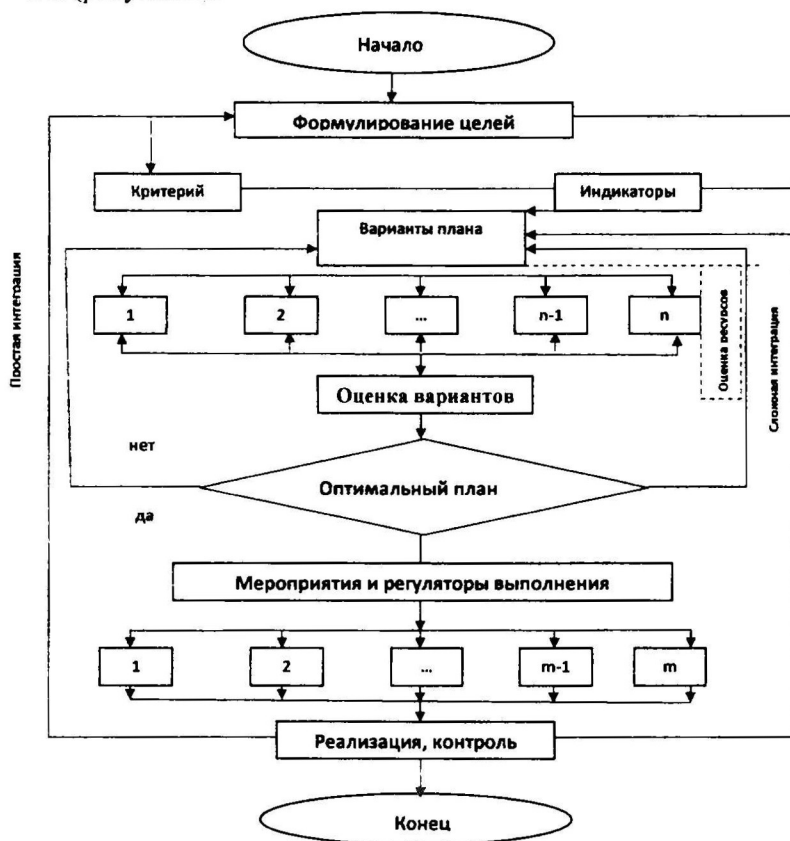 Начало
Формулирование целей
Критерий
Индикаторы
Варианты плана
1
2
...
n-1
n
Оценка ресурсов
Простая интеграция
Сложная интеграция
Оценка вариантов
нет
Оптимальный план
да
Мероприятия и регуляторы выполнения
1
2
...
m-1
m
Реализация, контроль
Конец